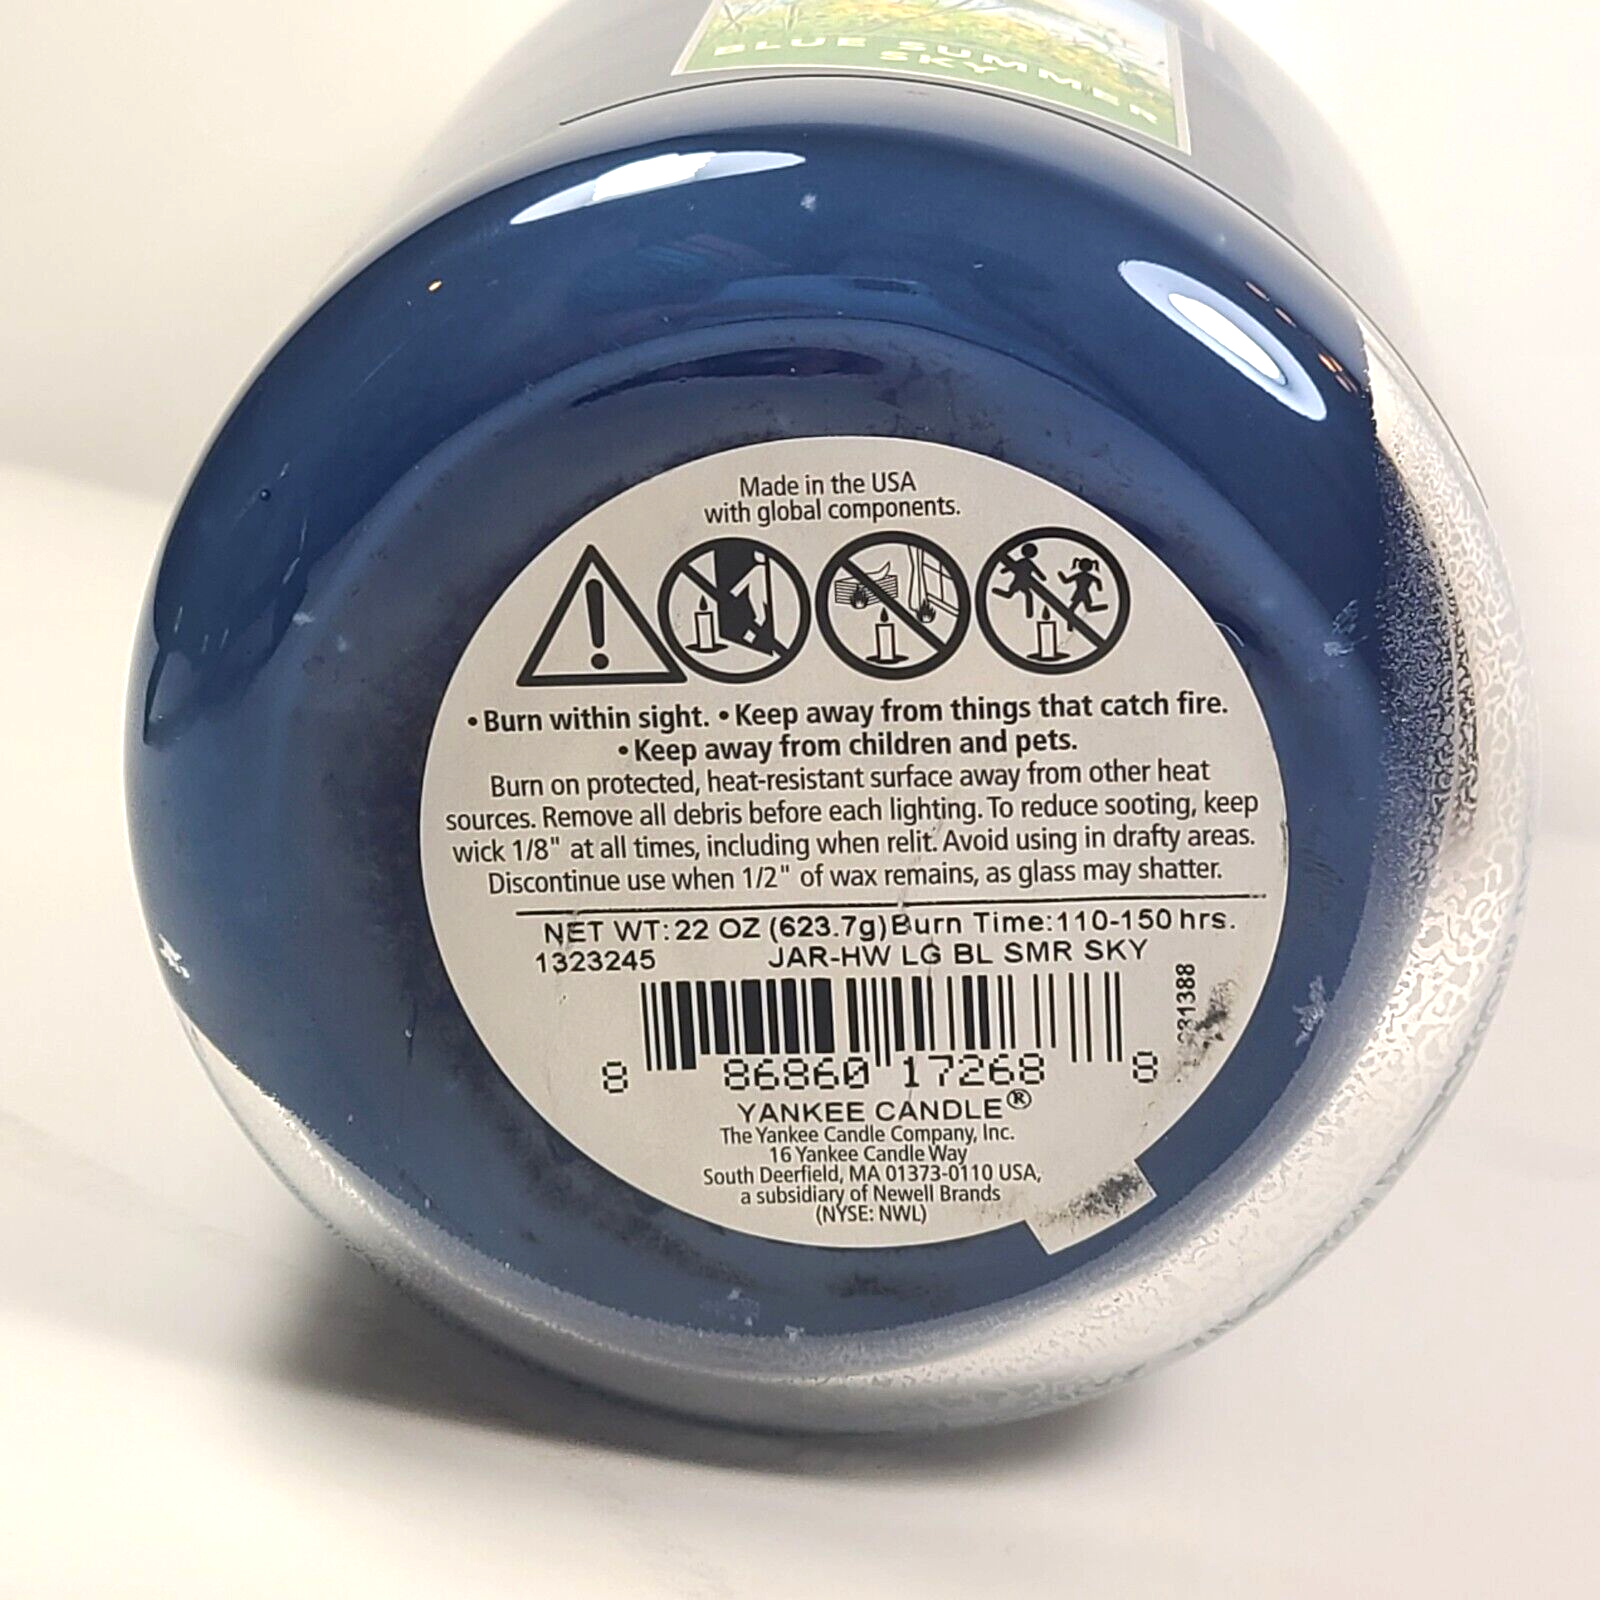 BLUE SUMMER
SKY
Made in the USA
with global components.
• Burn within sight. • Keep away from things that catch fire.
• Keep away from children and pets.
Burn on protected, heat-resistant surface away from other heat
sources. Remove all debris before each lighting. To reduce sooting, keep
wick 1/8" at all times, including when relit. Avoid using in drafty areas.
Discontinue use when 1/2" of wax remains, as glass may shatter.
NET WT: 22 OZ (623.7g) Burn Time: 110-150 hrs.
1323245 JAR-HW LG BL SMR SKY
8 86860 17268 8
YANKEE CANDLE®
The Yankee Candle Company, Inc.
16 Yankee Candle Way
South Deerfield, MA 01373-0110 USA,
a subsidiary of Newell Brands
(NYSE: NWL)